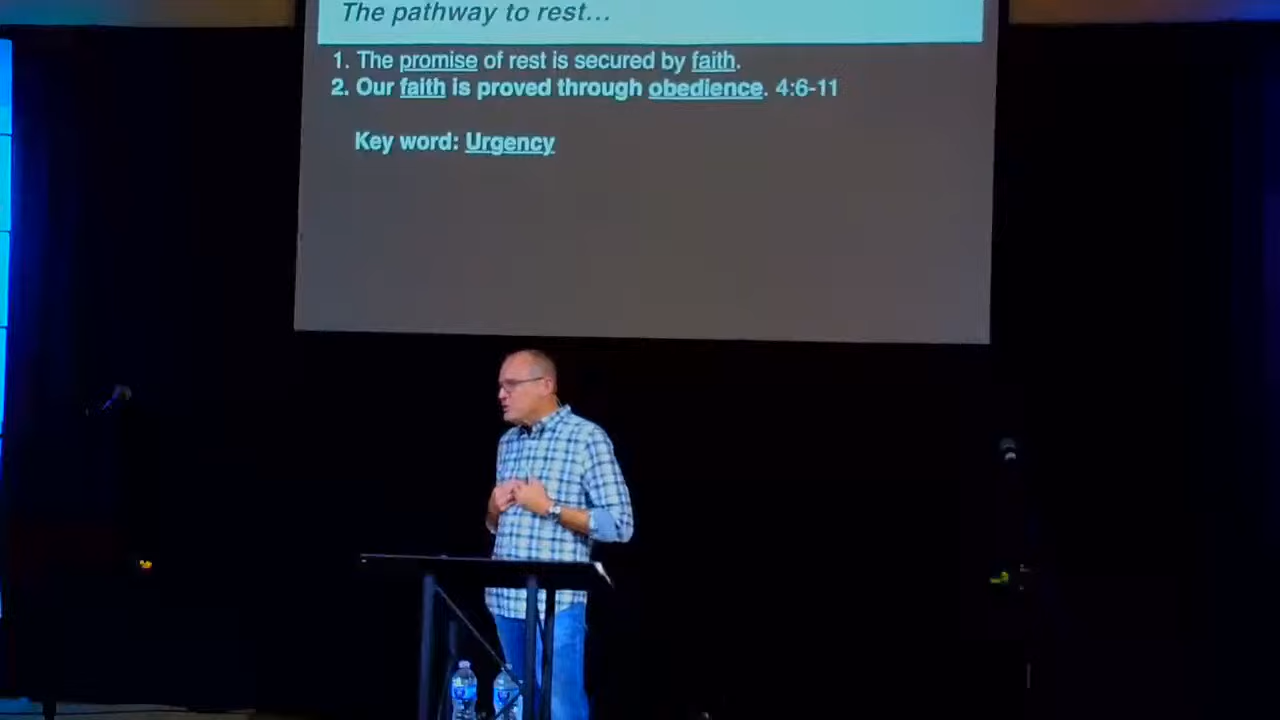 The pathway to rest...
1. The promise of rest is secured by faith.
2. Our faith is proved through obedience. 4:6-11
Key word: Urgency